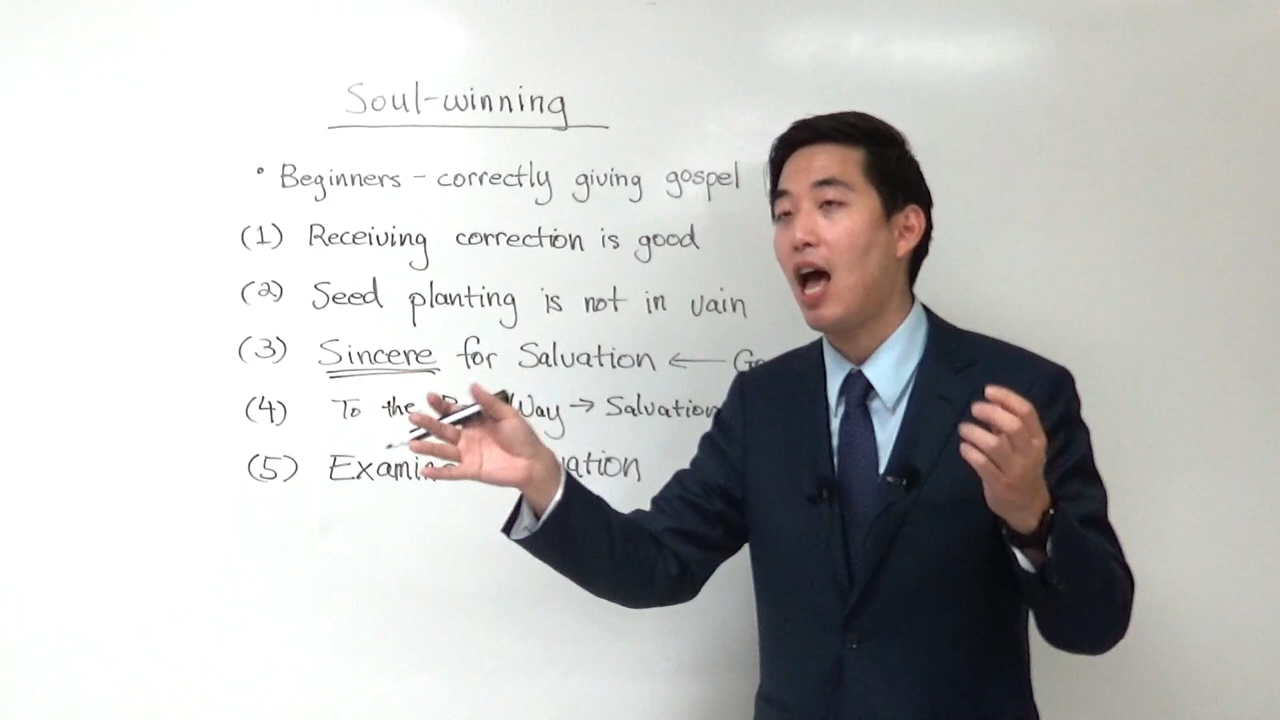 Soul-winning
• Beginners - correctly giving gospel
(1) Receiving correction is good
(2) Seed planting is not in vain
(3) Sincere for Salvation ←
(4) To the Way → Salvation
(5)